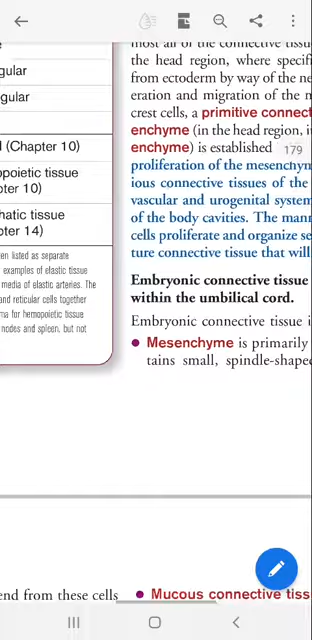 gular
gular
(Chapter 10)
poietic tissue
pter 10)
hatic tissue
pter 14)
en listed as separate
examples of elastic tissue
media of elastic arteries. The
and reticular cells together
ma for hemopoietic tissue
nodes and spleen, but not
most all of the connective tissu
the head region, where specifi
from ectoderm by way of the ne
eration and migration of the m
crest cells, a primitive connect
enchyme (in the head region, it
enchyme) is established
179
proliferation of the mesenchym
ious connective tissues of the
vascular and urogenital system
of the body cavities. The mann
cells proliferate and organize se
ture connective tissue that will
Embryonic connective tissue
within the umbilical cord.
Embryonic connective tissue i
• Mesenchyme is primarily
tains small, spindle-shaped
end from these cells
• Mucous connective tiss